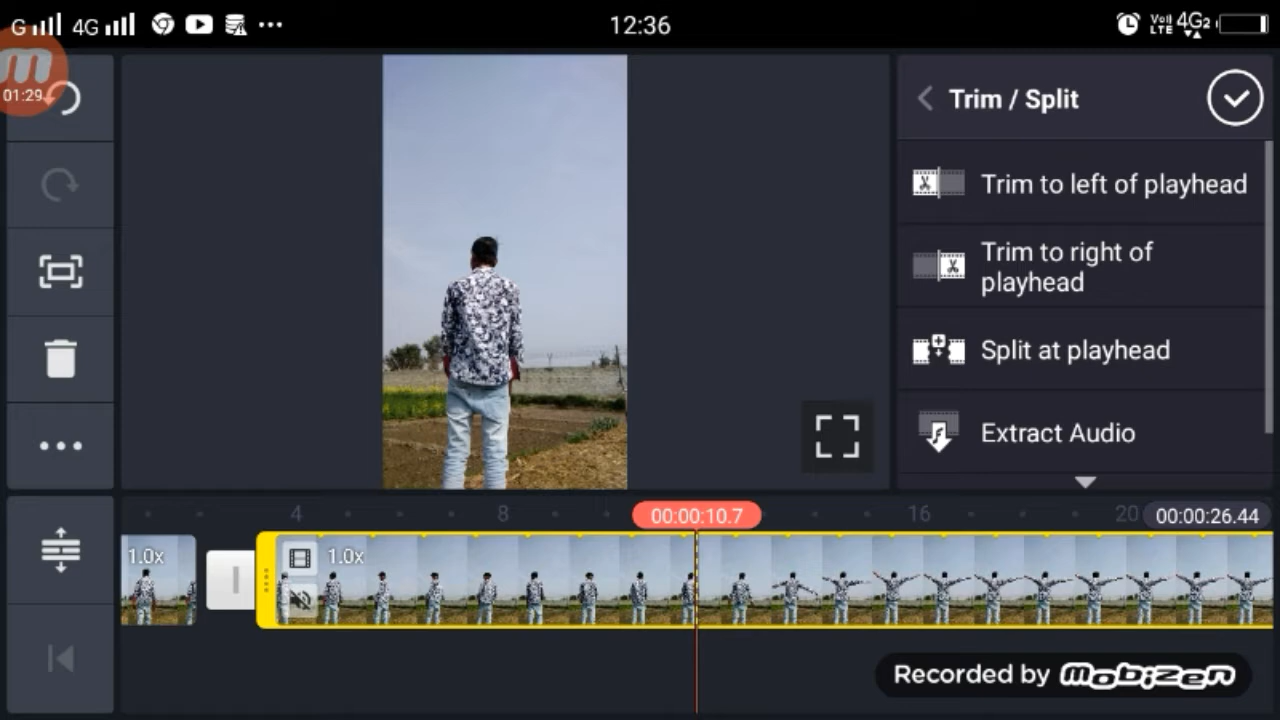 G 4G 12:36 VoLTE 4G2
01:29
Trim / Split
Trim to left of playhead
Trim to right of
playhead
Split at playhead
Extract Audio
4 8 00:00:10.7 16 20 00:00:26.44
1.0x 1.0x
Recorded by mobizen